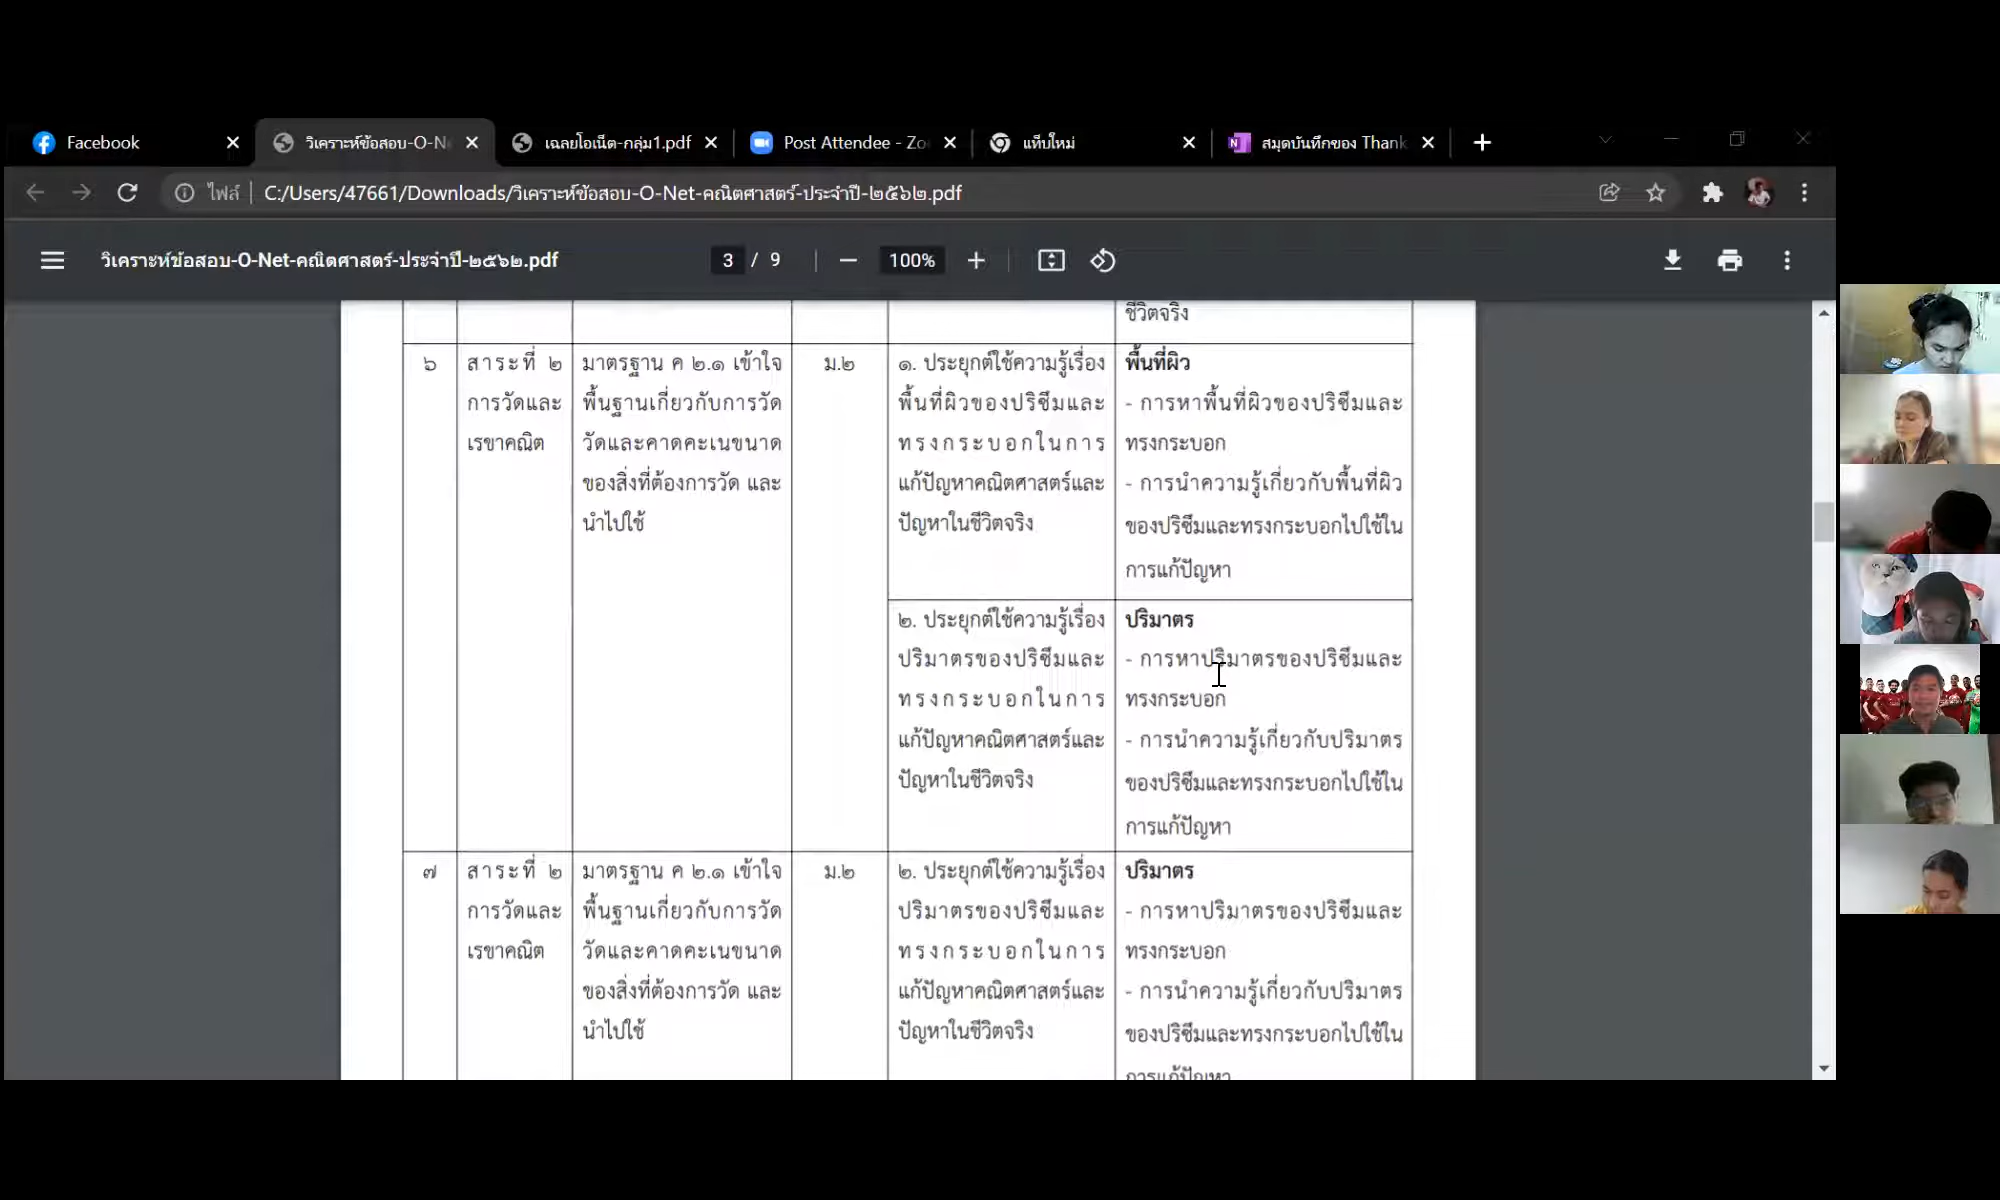 Facebook
วิเคราะห์ข้อสอบ-O-N
เฉลยโอเน็ต-กลุ่ม1.pdf
Post Attendee - Zo
แท็บใหม่
สมุดบันทึกของ Thank
ไฟล์
C:/Users/47661/Downloads/วิเคราะห์ข้อสอบ-O-Net-คณิตศาสตร์-ประจำปี-๒๕๖๒.pdf
วิเคราะห์ข้อสอบ-O-Net-คณิตศาสตร์-ประจำปี-๒๕๖๒.pdf
3 / 9
100%
ชีวิตจริง
๖
สาระที่ ๒
การวัดและ
เรขาคณิต
มาตรฐาน ค ๒.๑ เข้าใจ
พื้นฐานเกี่ยวกับการวัด
วัดและคาดคะเนขนาด
ของสิ่งที่ต้องการวัด และ
นำไปใช้
ม.๒
๑. ประยุกต์ใช้ความรู้เรื่อง
พื้นที่ผิวของปริซึมและ
ทรงกระบอกในการ
แก้ปัญหาคณิตศาสตร์และ
ปัญหาในชีวิตจริง
พื้นที่ผิว
- การหาพื้นที่ผิวของปริซึมและ
ทรงกระบอก
- การนำความรู้เกี่ยวกับพื้นที่ผิว
ของปริซึมและทรงกระบอกไปใช้ใน
การแก้ปัญหา
๒. ประยุกต์ใช้ความรู้เรื่อง
ปริมาตรของปริซึมและ
ทรงกระบอกในการ
แก้ปัญหาคณิตศาสตร์และ
ปัญหาในชีวิตจริง
ปริมาตร
- การหาปริมาตรของปริซึมและ
ทรงกระบอก
- การนำความรู้เกี่ยวกับปริมาตร
ของปริซึมและทรงกระบอกไปใช้ใน
การแก้ปัญหา
๗
สาระที่ ๒
การวัดและ
เรขาคณิต
มาตรฐาน ค ๒.๑ เข้าใจ
พื้นฐานเกี่ยวกับการวัด
วัดและคาดคะเนขนาด
ของสิ่งที่ต้องการวัด และ
นำไปใช้
ม.๒
๒. ประยุกต์ใช้ความรู้เรื่อง
ปริมาตรของปริซึมและ
ทรงกระบอกในการ
แก้ปัญหาคณิตศาสตร์และ
ปัญหาในชีวิตจริง
ปริมาตร
- การหาปริมาตรของปริซึมและ
ทรงกระบอก
- การนำความรู้เกี่ยวกับปริมาตร
ของปริซึมและทรงกระบอกไปใช้ใน
การแก้ปัญหา